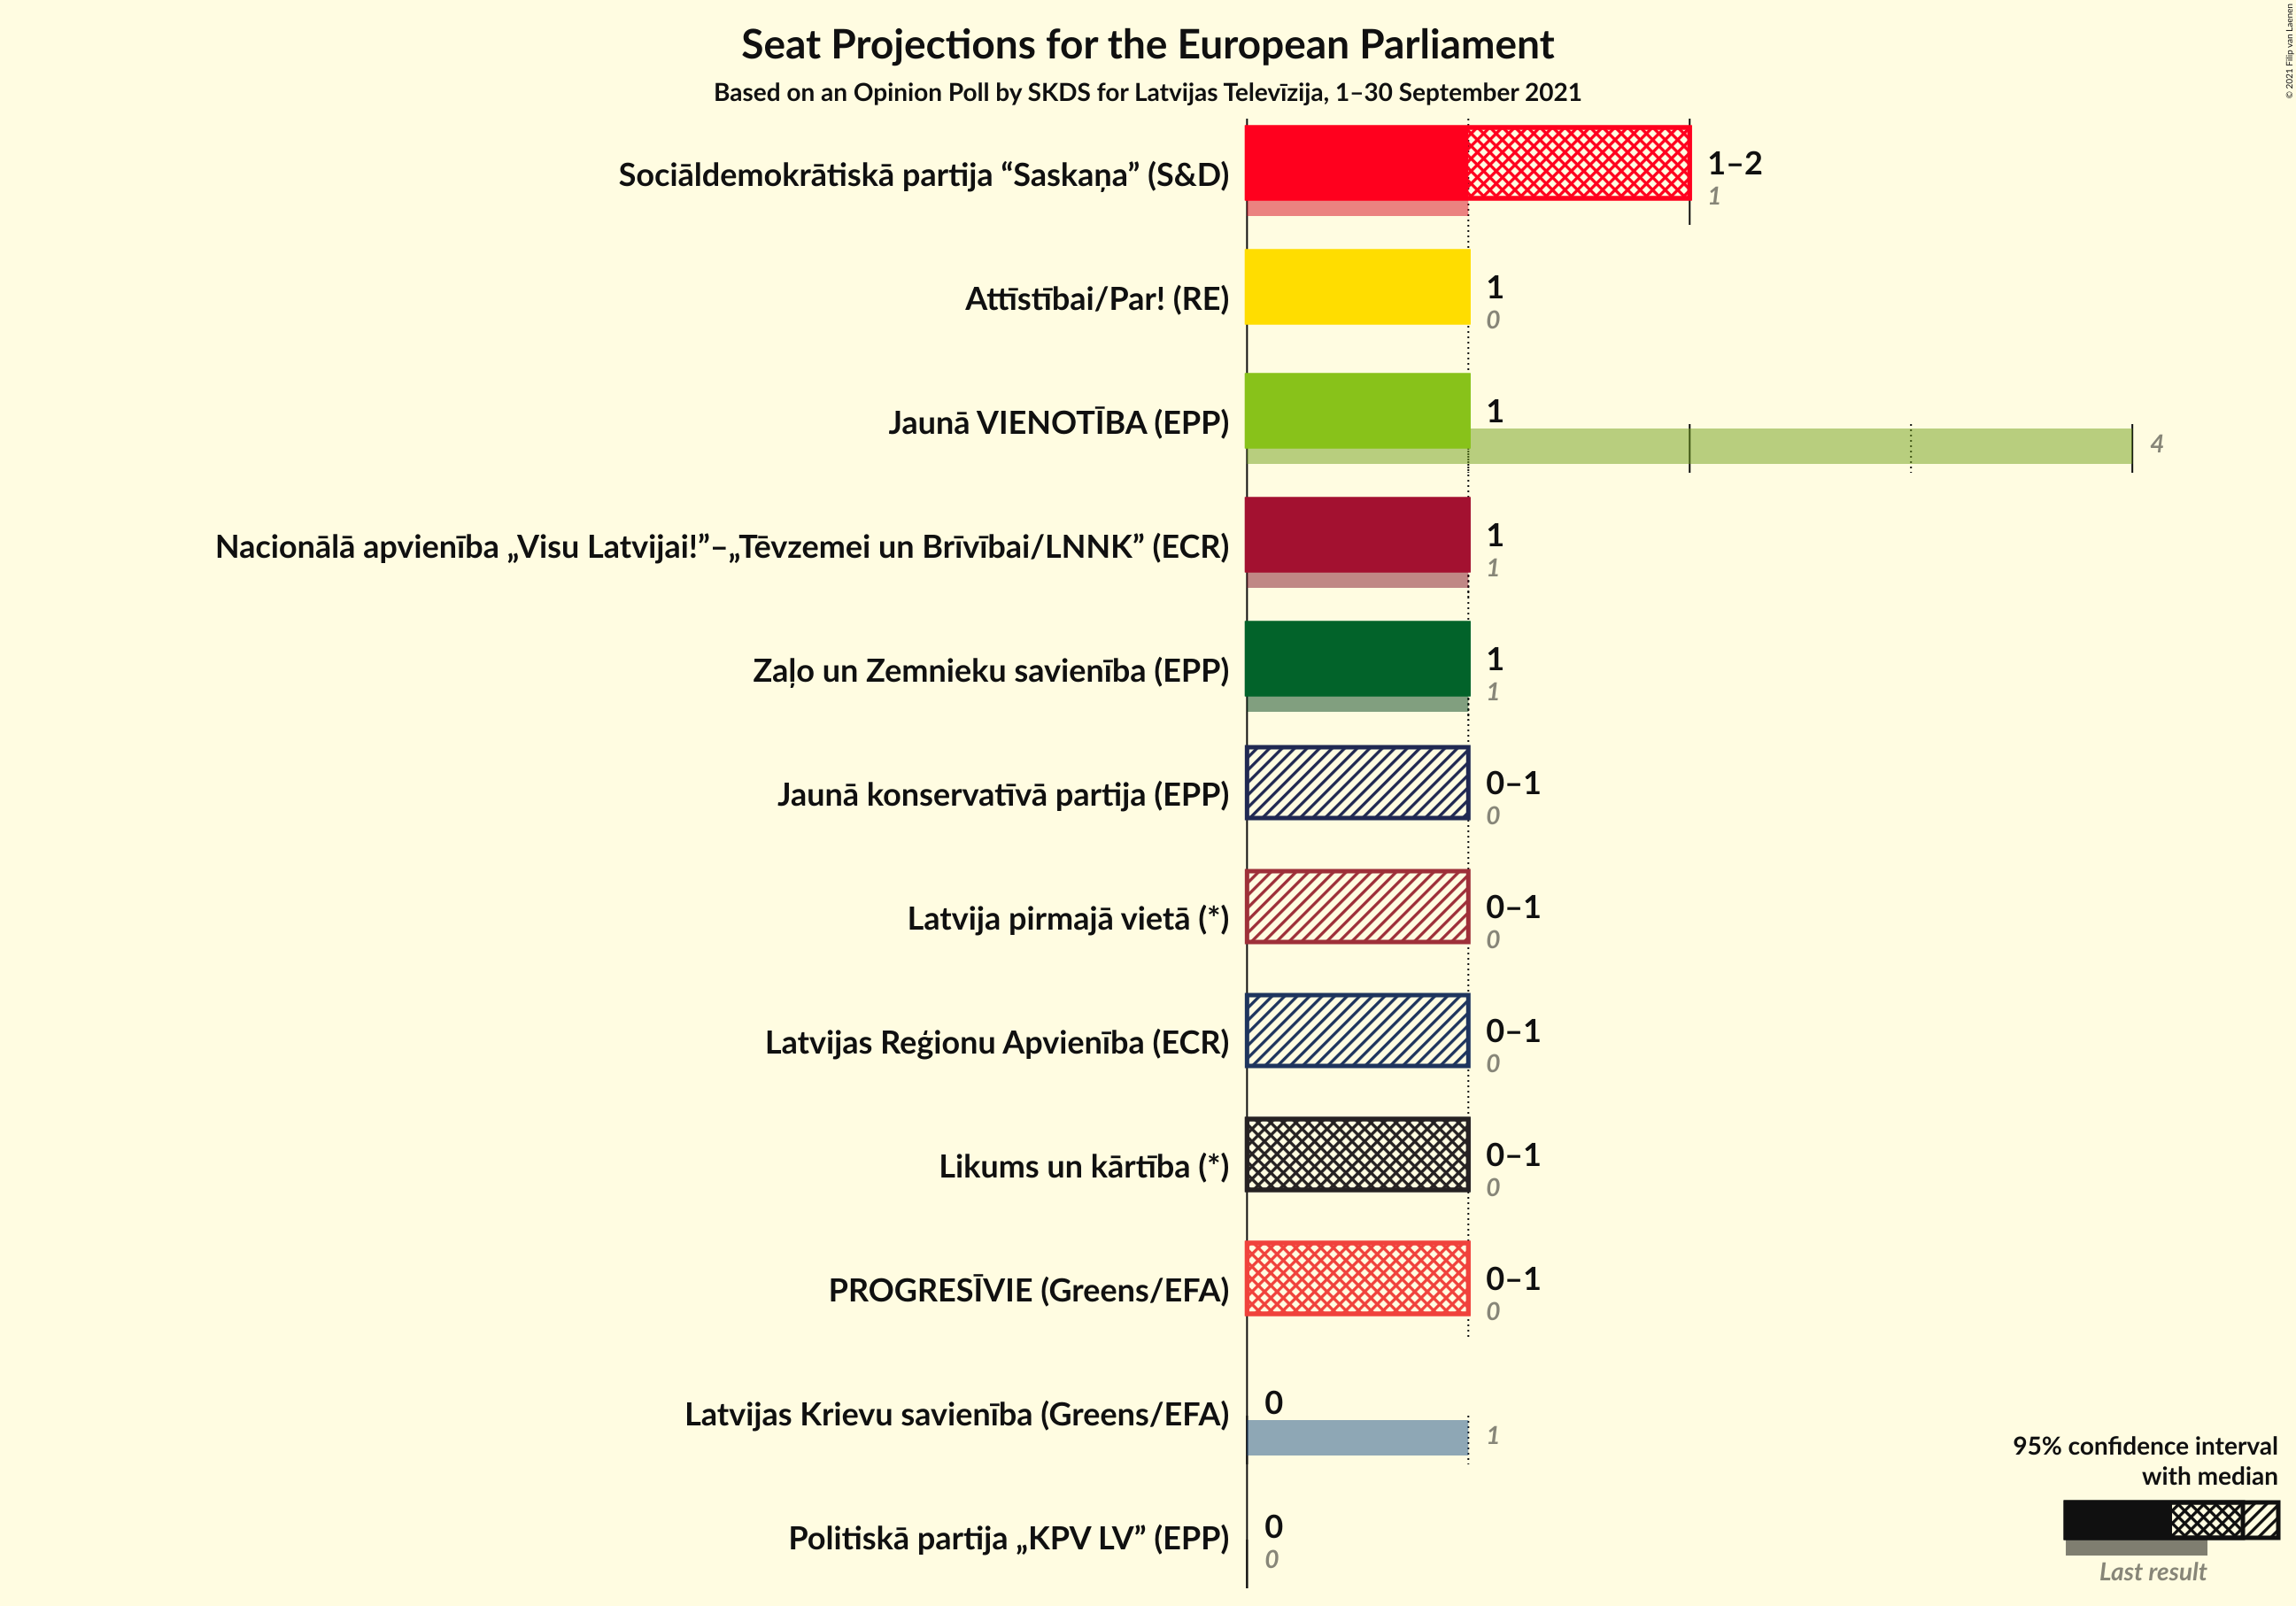 Seat Projections for the European Parliament
Based on an Opinion Poll by SKDS for Latvijas Televīzija, 1–30 September 2021
© 2021 Filip van Laenen
Sociāldemokrātiskā partija “Saskaņa” (S&D)
1–2
1
Attīstībai/Par! (RE)
1
0
Jaunā VIENOTĪBA (EPP)
1
4
Nacionālā apvienība „Visu Latvijai!”–„Tēvzemei un Brīvībai/LNNK” (ECR)
1
1
Zaļo un Zemnieku savienība (EPP)
1
1
Jaunā konservatīvā partija (EPP)
0–1
0
Latvija pirmajā vietā (*)
0–1
0
Latvijas Reģionu Apvienība (ECR)
0–1
0
Likums un kārtība (*)
0–1
0
PROGRESĪVIE (Greens/EFA)
0–1
0
Latvijas Krievu savienība (Greens/EFA)
0
1
Politiskā partija „KPV LV” (EPP)
0
0
95% confidence interval
with median
Last result